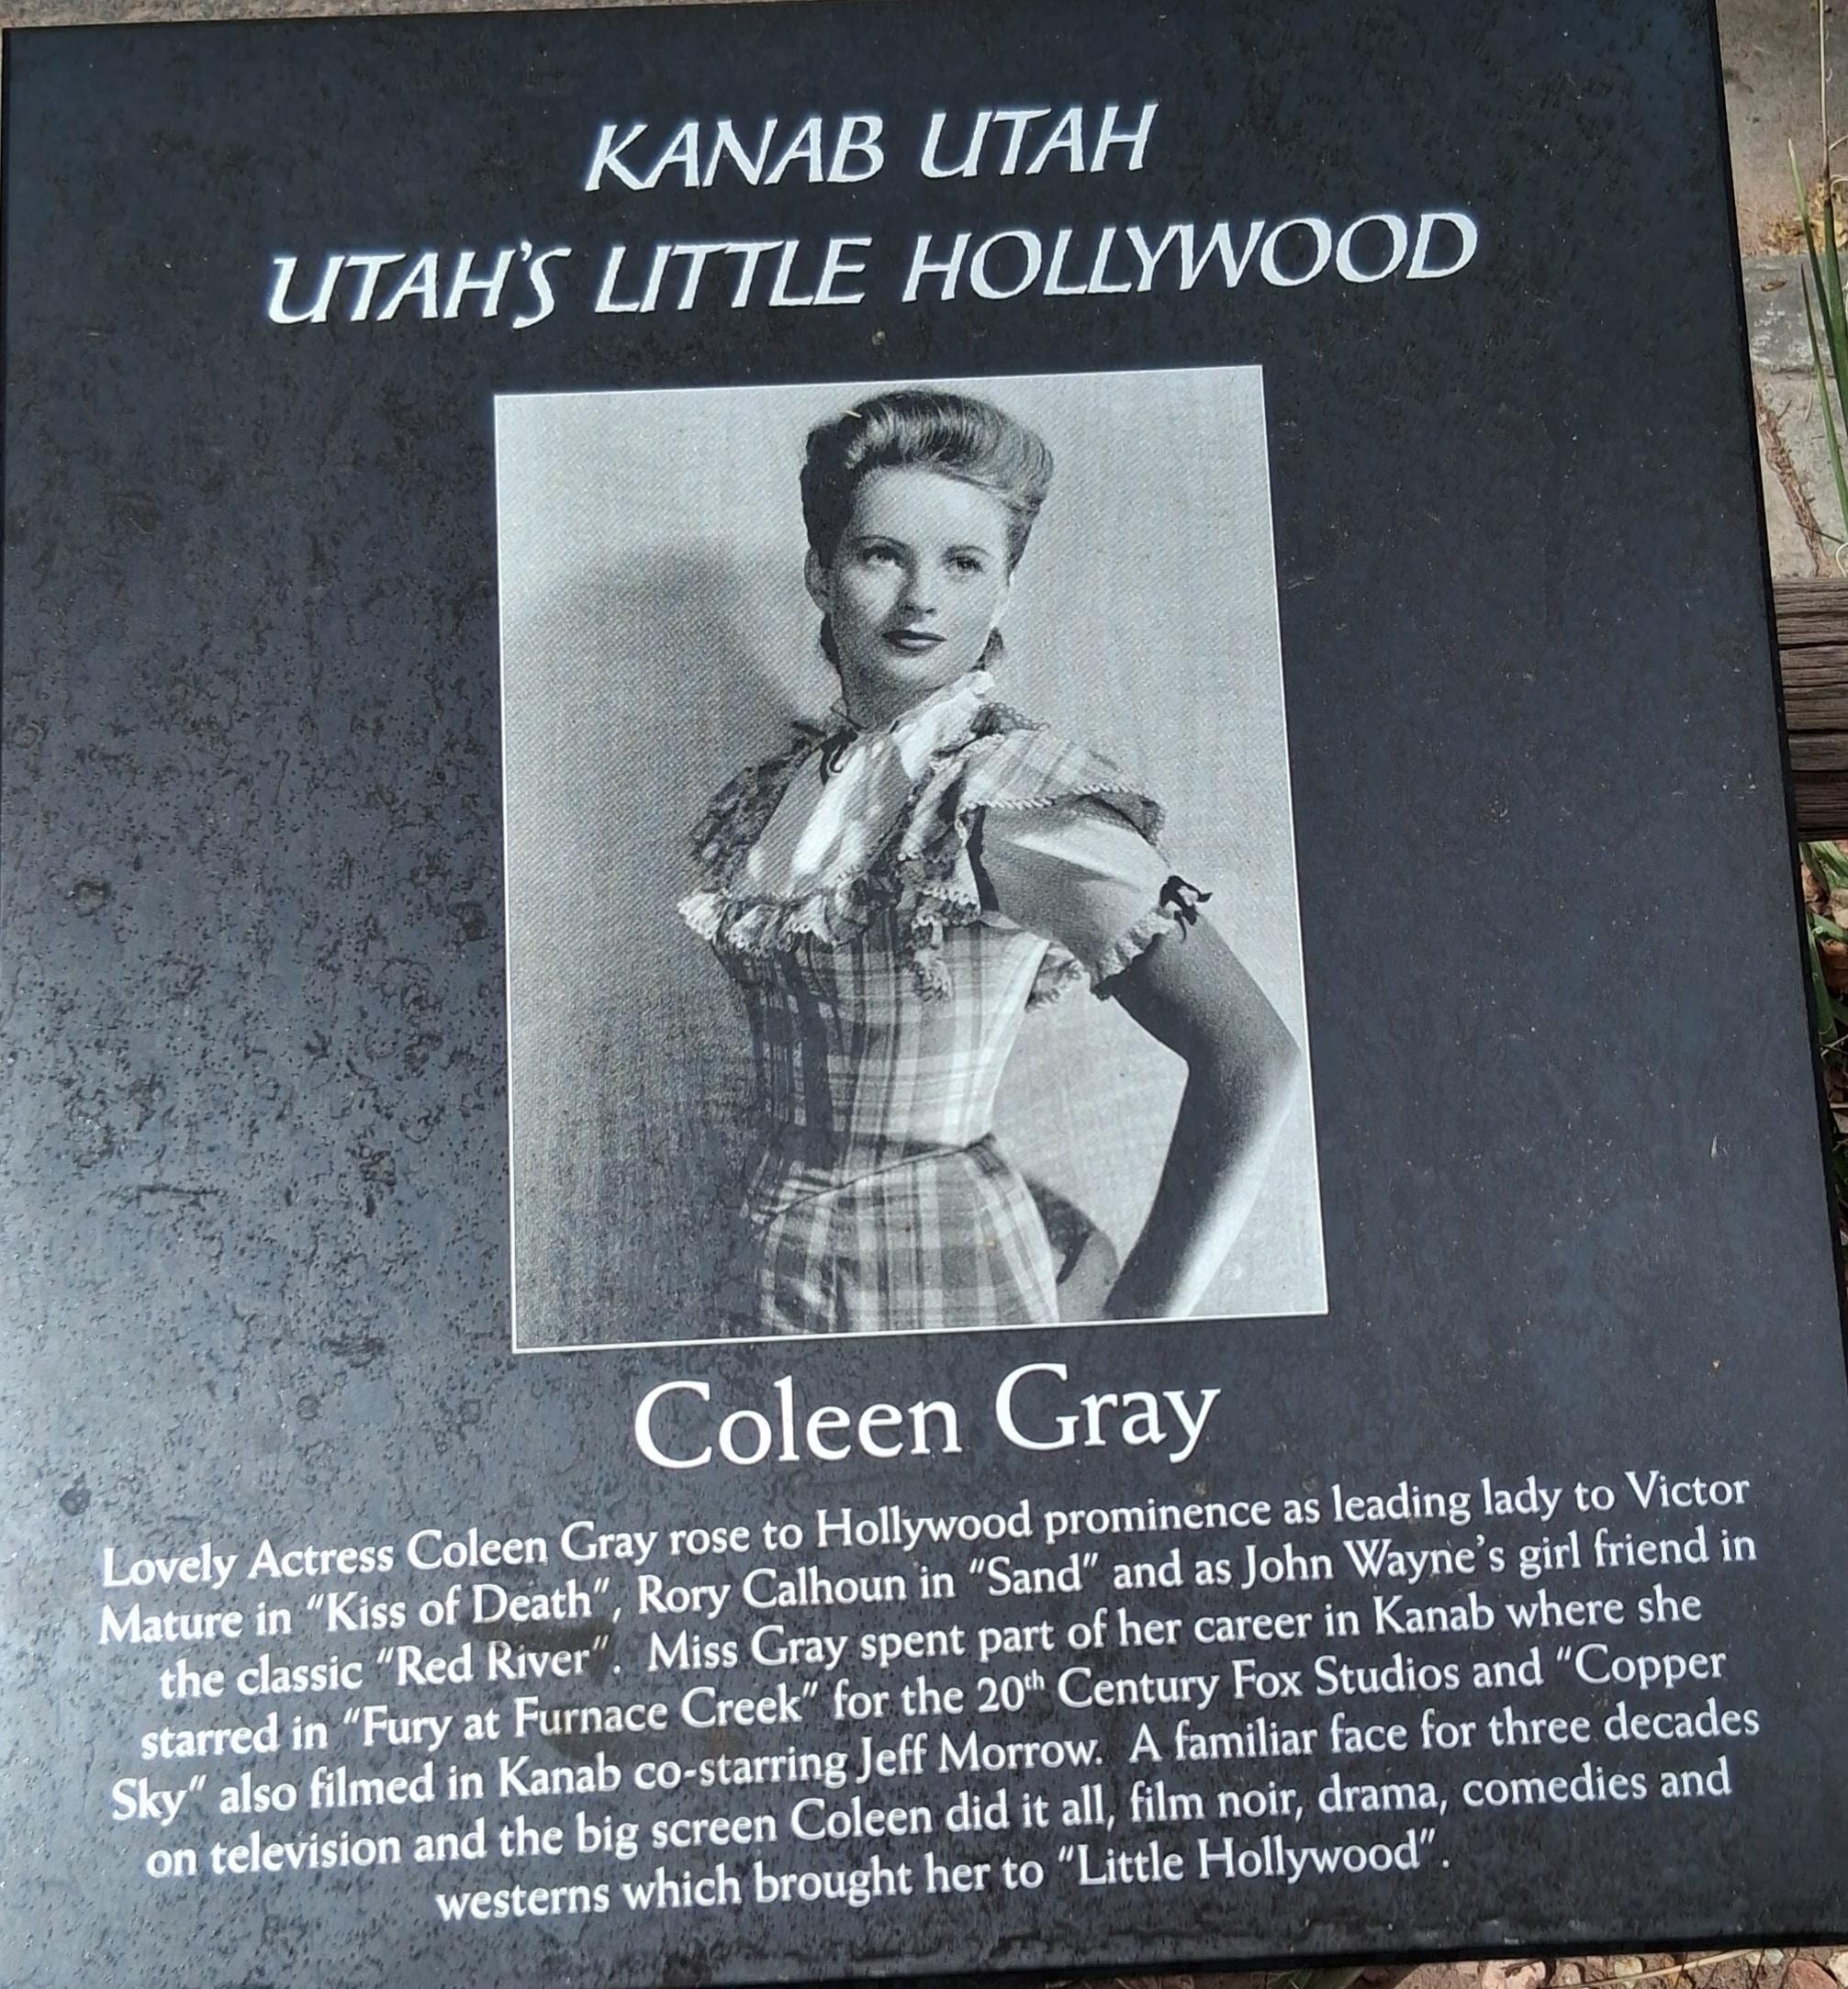 KANAB UTAH
UTAH'S LITTLE HOLLYWOOD
Coleen Gray
Lovely Actress Coleen Gray rose to Hollywood prominence as leading lady to Victor
Mature in “Kiss of Death”, Rory Calhoun in “Sand” and as John Wayne’s girl friend in
the classic “Red River”. Miss Gray spent part of her career in Kanab where she
starred in “Fury at Furnace Creek” for the 20th Century Fox Studios and “Copper
Sky” also filmed in Kanab co-starring Jeff Morrow. A familiar face for three decades
on television and the big screen Coleen did it all, film noir, drama, comedies and
westerns which brought her to “Little Hollywood”.